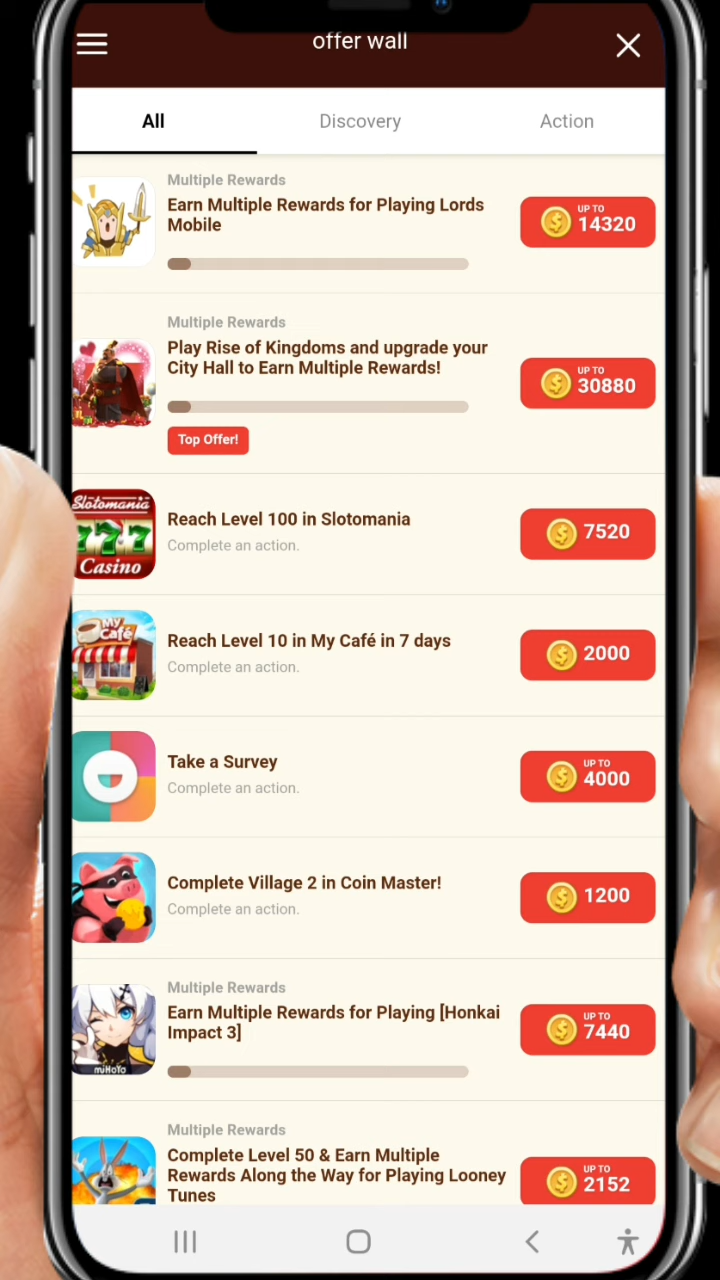 offer wall
All
Discovery
Action
Multiple Rewards
Earn Multiple Rewards for Playing Lords
Mobile
UP TO
14320
Multiple Rewards
Play Rise of Kingdoms and upgrade your
City Hall to Earn Multiple Rewards!
Top Offer!
UP TO
30880
Slotomania
777
Casino
Reach Level 100 in Slotomania
Complete an action.
7520
My
Café
Reach Level 10 in My Café in 7 days
Complete an action.
2000
Take a Survey
Complete an action.
UP TO
4000
Complete Village 2 in Coin Master!
Complete an action.
1200
miHoYo
Multiple Rewards
Earn Multiple Rewards for Playing [Honkai
Impact 3]
UP TO
7440
Multiple Rewards
Complete Level 50 & Earn Multiple
Rewards Along the Way for Playing Looney
Tunes
UP TO
2152